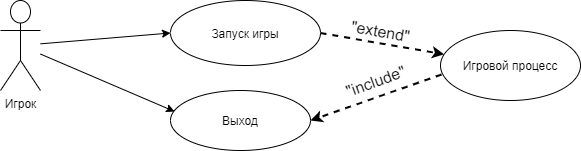 Запуск игры
"extend"
Игровой процесс
"include"
Игрок
Выход